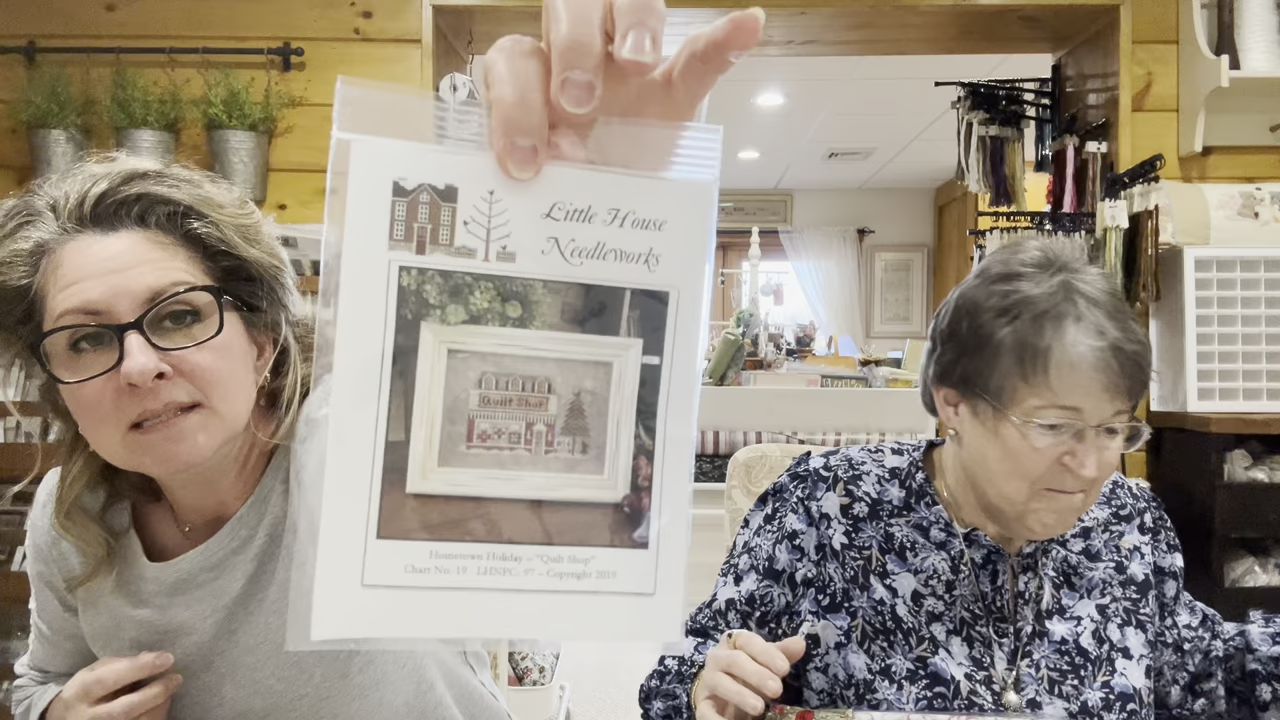 Little House
Needleworks
Quilt Shop
Hometown Holiday – "Quilt Shop"
Chart No. 19 LHNPC. 97 – Copyright 2019